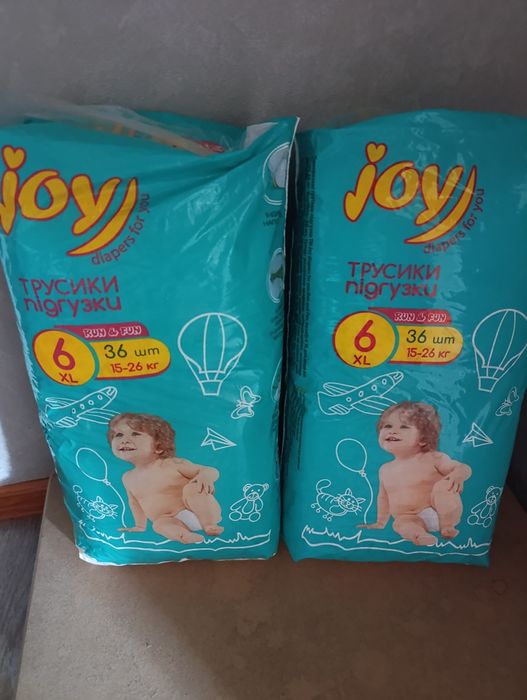 joy
diapers for you
ТРУСИКИ
підгузки
RUN & FUN
6
XL
36 шт
15-26 кг
joy
diapers for you
ТРУСИКИ
підгузки
RUN & FUN
6
XL
36 шт
15-26 кг